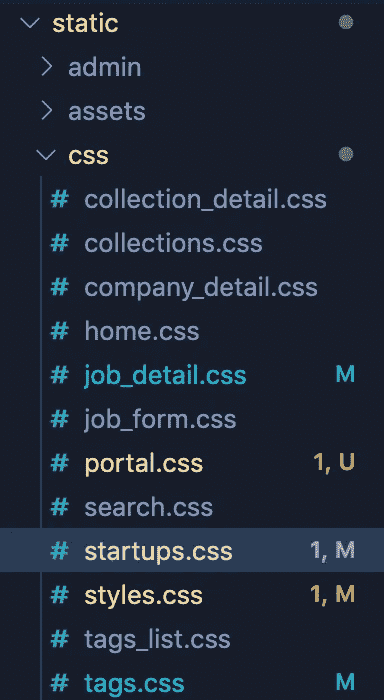 static
admin
assets
css
# collection_detail.css
# collections.css
# company_detail.css
# home.css
# job_detail.css M
# job_form.css
# portal.css 1, U
# search.css
# startups.css 1, M
# styles.css 1, M
# tags_list.css
# tags.css M